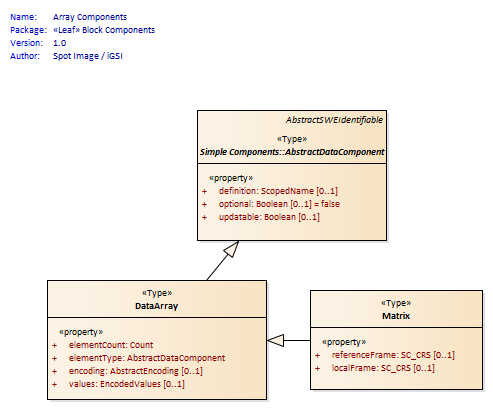 Name: Array Components
Package: «Leaf» Block Components
Version: 1.0
Author: Spot Image / iGSI
AbstractSWEIdentifiable
«Type»
Simple Components::AbstractDataComponent
«property»
+ definition: ScopedName [0..1]
+ optional: Boolean [0..1] = false
+ updatable: Boolean [0..1]
«Type»
DataArray
«property»
+ elementCount: Count
+ elementType: AbstractDataComponent
+ encoding: AbstractEncoding [0..1]
+ values: EncodedValues [0..1]
«Type»
Matrix
«property»
+ referenceFrame: SC_CRS [0..1]
+ localFrame: SC_CRS [0..1]